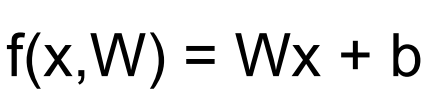 f(x,W) = Wx + b